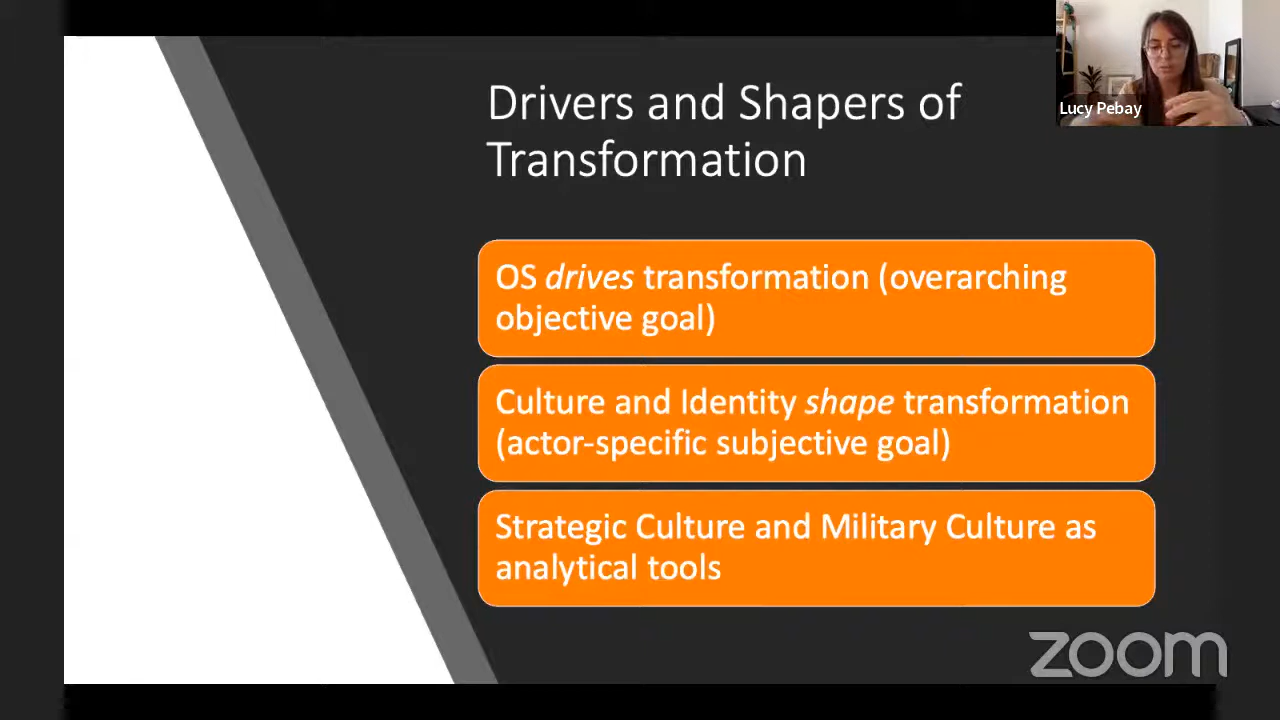 Drivers and Shapers of
Transformation
Lucy Pebay
OS drives transformation (overarching
objective goal)
Culture and Identity shape transformation
(actor-specific subjective goal)
Strategic Culture and Military Culture as
analytical tools
zoom